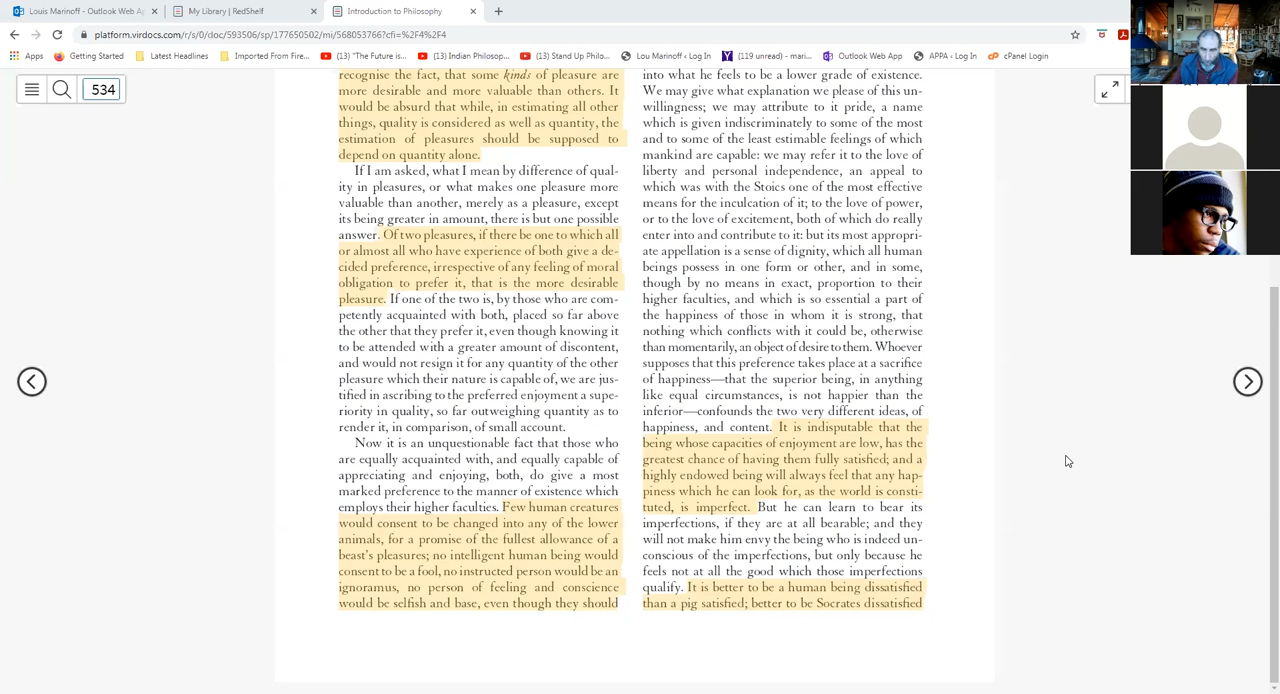 Louis Marinoff - Outlook Web Ap
My Library | RedShelf
Introduction to Philosophy
platform.virdocs.com/r/s/0/doc/593506/sp/177650502/mi/568053766?cfi=%2F4%2F4
Apps
Getting Started
Latest Headlines
Imported From Fire...
(13) "The Future is...
(13) Indian Philosop...
(13) Stand Up Philo...
Lou Marinoff ‹ Log In
(119 unread) - mari...
Outlook Web App
APPA ‹ Log In
cPanel Login
534
recognise the fact, that some kinds of pleasure are
more desirable and more valuable than others. It
would be absurd that while, in estimating all other
things, quality is considered as well as quantity, the
estimation of pleasures should be supposed to
depend on quantity alone.
If I am asked, what I mean by difference of qual-
ity in pleasures, or what makes one pleasure more
valuable than another, merely as a pleasure, except
its being greater in amount, there is but one possible
answer. Of two pleasures, if there be one to which all
or almost all who have experience of both give a de-
cided preference, irrespective of any feeling of moral
obligation to prefer it, that is the more desirable
pleasure. If one of the two is, by those who are com-
petently acquainted with both, placed so far above
the other that they prefer it, even though knowing it
to be attended with a greater amount of discontent,
and would not resign it for any quantity of the other
pleasure which their nature is capable of, we are jus-
tified in ascribing to the preferred enjoyment a supe-
riority in quality, so far outweighing quantity as to
render it, in comparison, of small account.
Now it is an unquestionable fact that those who
are equally acquainted with, and equally capable of
appreciating and enjoying, both, do give a most
marked preference to the manner of existence which
employs their higher faculties. Few human creatures
would consent to be changed into any of the lower
animals, for a promise of the fullest allowance of a
beast's pleasures; no intelligent human being would
consent to be a fool, no instructed person would be an
ignoramus, no person of feeling and conscience
would be selfish and base, even though they should
into what he feels to be a lower grade of existence.
We may give what explanation we please of this un-
willingness; we may attribute to it pride, a name
which is given indiscriminately to some of the most
and to some of the least estimable feelings of which
mankind are capable: we may refer it to the love of
liberty and personal independence, an appeal to
which was with the Stoics one of the most effective
means for the inculcation of it; to the love of power,
or to the love of excitement, both of which do really
enter into and contribute to it: but its most appropri-
ate appellation is a sense of dignity, which all human
beings possess in one form or other, and in some,
though by no means in exact, proportion to their
higher faculties, and which is so essential a part of
the happiness of those in whom it is strong, that
nothing which conflicts with it could be, otherwise
than momentarily, an object of desire to them. Whoever
supposes that this preference takes place at a sacrifice
of happiness—that the superior being, in anything
like equal circumstances, is not happier than the
inferior—confounds the two very different ideas, of
happiness, and content. It is indisputable that the
being whose capacities of enjoyment are low, has the
greatest chance of having them fully satisfied; and a
highly endowed being will always feel that any hap-
piness which he can look for, as the world is consti-
tuted, is imperfect. But he can learn to bear its
imperfections, if they are at all bearable; and they
will not make him envy the being who is indeed un-
conscious of the imperfections, but only because he
feels not at all the good which those imperfections
qualify. It is better to be a human being dissatisfied
than a pig satisfied; better to be Socrates dissatisfied